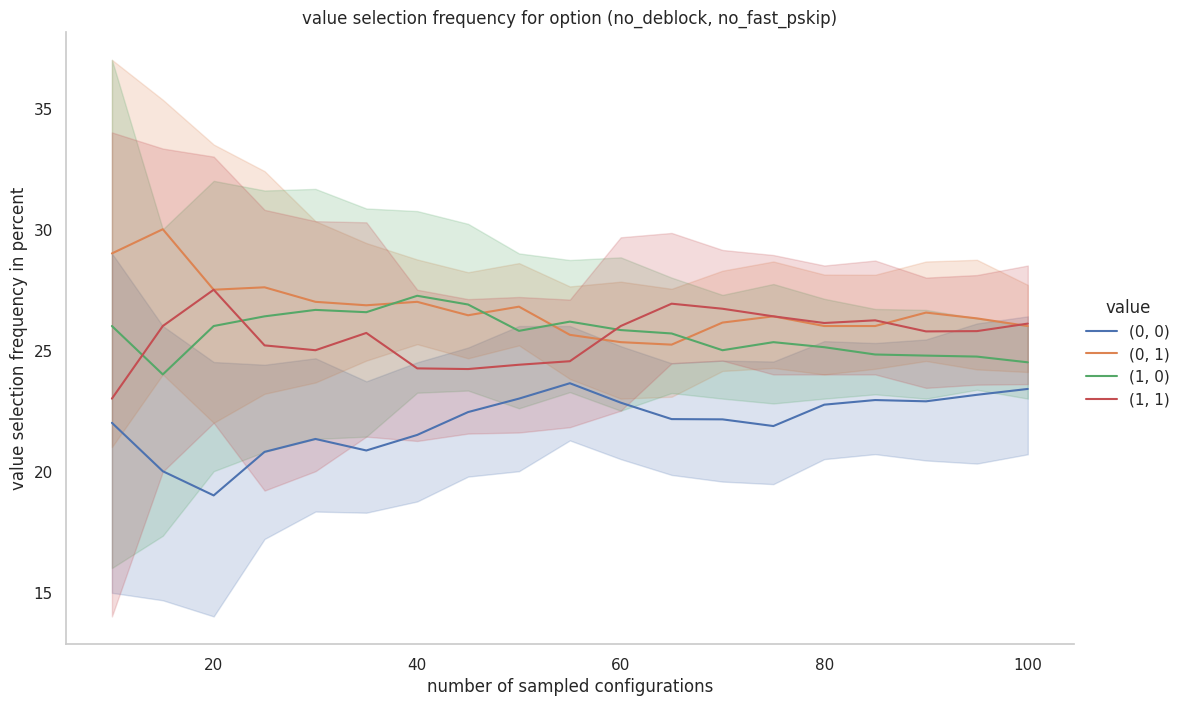 value selection frequency for option (no_deblock, no_fast_pskip)
value selection frequency in percent
35
30
25
20
15
20 40 60 80 100
number of sampled configurations
value
(0, 0)
(0, 1)
(1, 0)
(1, 1)